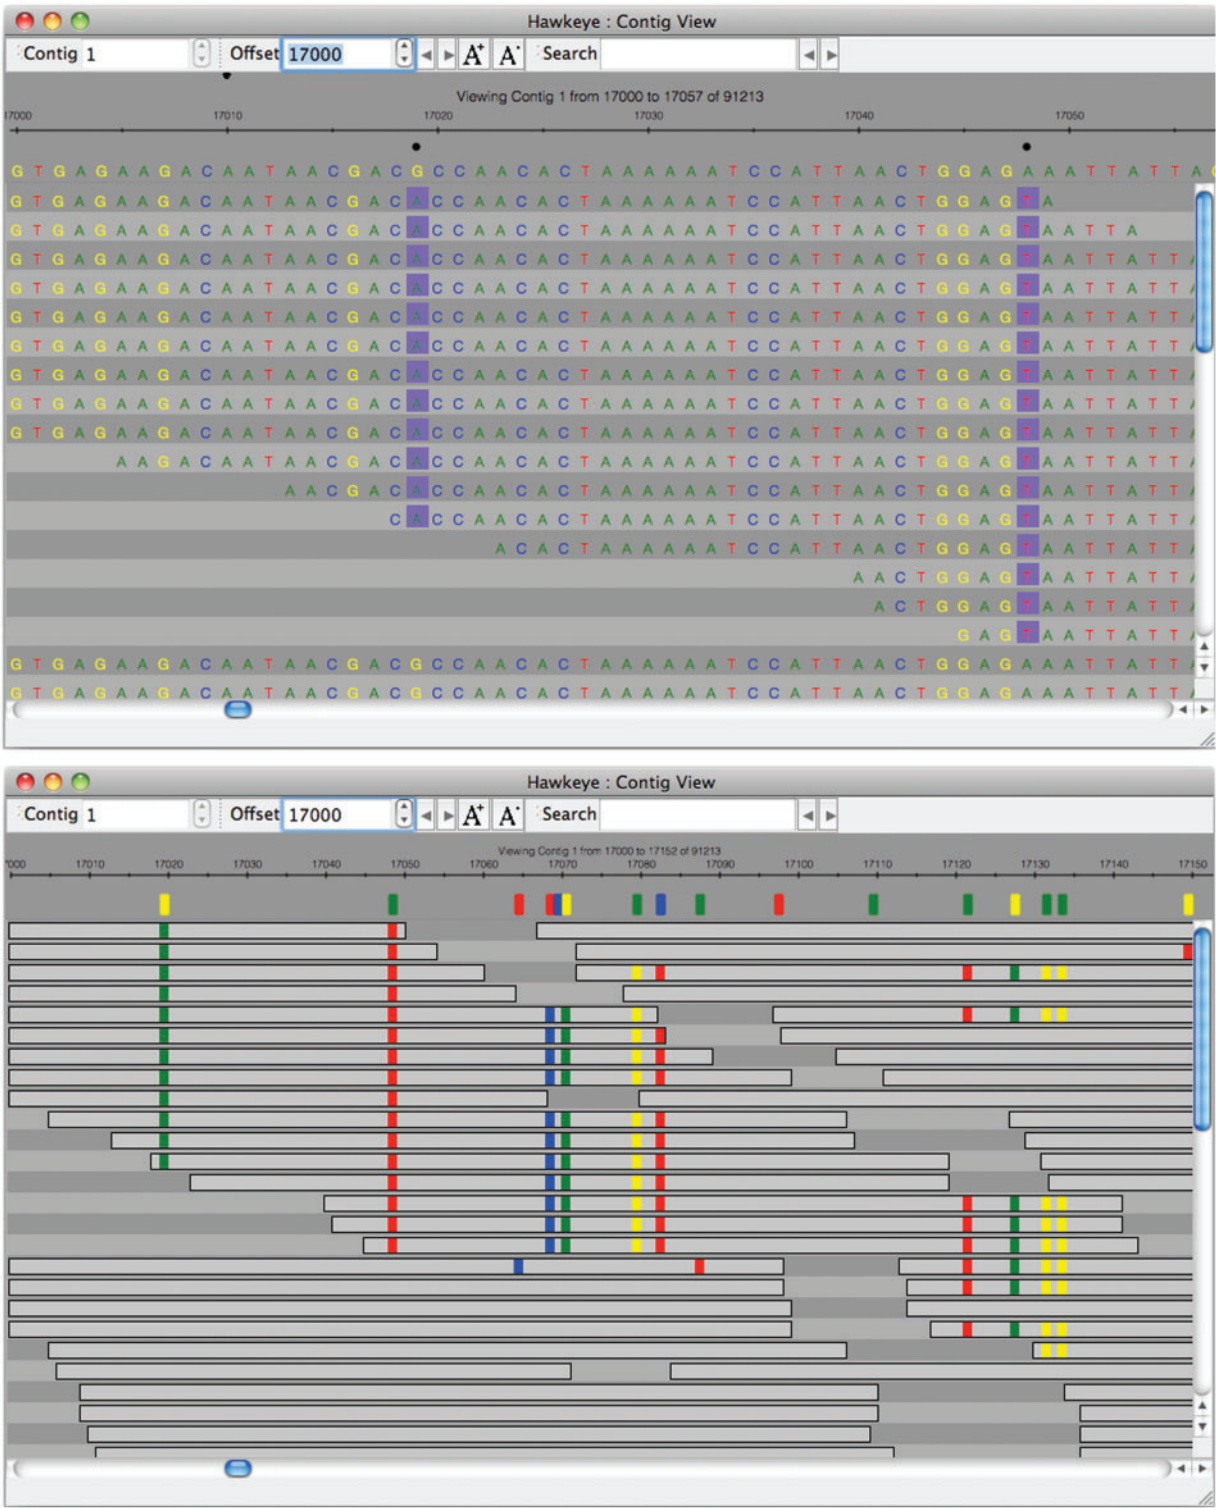 Hawkeye : Contig View
Contig 1 Offset 17000 A+ A- Search
Viewing Contig 1 from 17000 to 17057 of 91213
17000 17010 17020 17030 17040 17050
G T G A G A A G A C A A T A A C G A C G C C A A C A C T A A A A A A T C C A T T A A C T G G A G A A A T T A T T A G
G T G A G A A G A C A A T A A C G A C A C C A A C A C T A A A A A A T C C A T T A A C T G G A G T A
G T G A G A A G A C A A T A A C G A C A C C A A C A C T A A A A A A T C C A T T A A C T G G A G T A A T T A
G T G A G A A G A C A A T A A C G A C A C C A A C A C T A A A A A A T C C A T T A A C T G G A G T A A T T A T T A
G T G A G A A G A C A A T A A C G A C A C C A A C A C T A A A A A A T C C A T T A A C T G G A G T A A T T A T T A
G T G A G A A G A C A A T A A C G A C A C C A A C A C T A A A A A A T C C A T T A A C T G G A G T A A T T A T T A
G T G A G A A G A C A A T A A C G A C A C C A A C A C T A A A A A A T C C A T T A A C T G G A G T A A T T A T T A
G T G A G A A G A C A A T A A C G A C A C C A A C A C T A A A A A A T C C A T T A A C T G G A G T A A T T A T T A
G T G A G A A G A C A A T A A C G A C A C C A A C A C T A A A A A A T C C A T T A A C T G G A G T A A T T A T T A
G T G A G A A G A C A A T A A C G A C A C C A A C A C T A A A A A A T C C A T T A A C T G G A G T A A T T A T T A
A A G A C A A T A A C G A C A C C A A C A C T A A A A A A T C C A T T A A C T G G A G T A A T T A T T A
A A C G A C A C C A A C A C T A A A A A A T C C A T T A A C T G G A G T A A T T A T T A
C A C C A A C A C T A A A A A A T C C A T T A A C T G G A G T A A T T A T T A
A C A C T A A A A A A T C C A T T A A C T G G A G T A A T T A T T A
A A C T G G A G T A A T T A T T A
A C T G G A G T A A T T A T T A
G A G T A A T T A T T A
G T G A G A A G A C A A T A A C G A C G C C A A C A C T A A A A A A T C C A T T A A C T G G A G A A A T T A T T A
G T G A G A A G A C A A T A A C G A C G C C A A C A C T A A A A A A T C C A T T A A C T G G A G A A A T T A T T A
Hawkeye : Contig View
Contig 1 Offset 17000 A+ A- Search
Viewing Contig 1 from 17000 to 17152 of 91213
000 17010 17020 17030 17040 17050 17060 17070 17080 17090 17100 17110 17120 17130 17140 17150